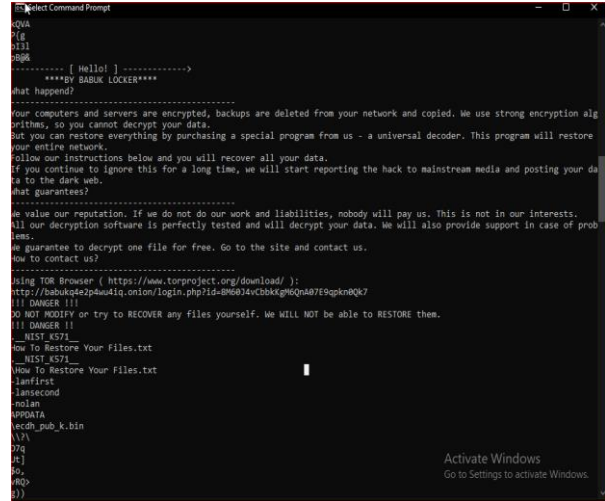 Select Command Prompt
kQVA
P{g
bI31
bB@&
----------- [ Hello! ] ------------->
****BY BABUK LOCKER****
What happend?
----------------------------------------------
Your computers and servers are encrypted, backups are deleted from your network and copied. We use strong encryption alg
orithms, so you cannot decrypt your data.
But you can restore everything by purchasing a special program from us - a universal decoder. This program will restore
your entire network.
Follow our instructions below and you will recover all your data.
If you continue to ignore this for a long time, we will start reporting the hack to mainstream media and posting your da
ta to the dark web.
What guarantees?
----------------------------------------------
We value our reputation. If we do not do our work and liabilities, nobody will pay us. This is not in our interests.
All our decryption software is perfectly tested and will decrypt your data. We will also provide support in case of prob
lems.
We guarantee to decrypt one file for free. Go to the site and contact us.
How to contact us?
----------------------------------------------
Using TOR Browser ( https://www.torproject.org/download/ ):
http://babukq4e2p4wu4iq.onion/login.php?id=8M60J4vCbbkKgM6QnA07E9qpkn0Qk7
!!! DANGER !!!
DO NOT MODIFY or try to RECOVER any files yourself. We WILL NOT be able to RESTORE them.
!!! DANGER !!
.__NIST_K571__
How To Restore Your Files.txt
.__NIST_K571__
\How To Restore Your Files.txt
-lanfirst
-lansecond
-nolan
APPDATA
\ecdh_pub_k.bin
\\?\
D7q
Ut]
$o,
vRQ>
g))
Activate Windows
Go to Settings to activate Windows.